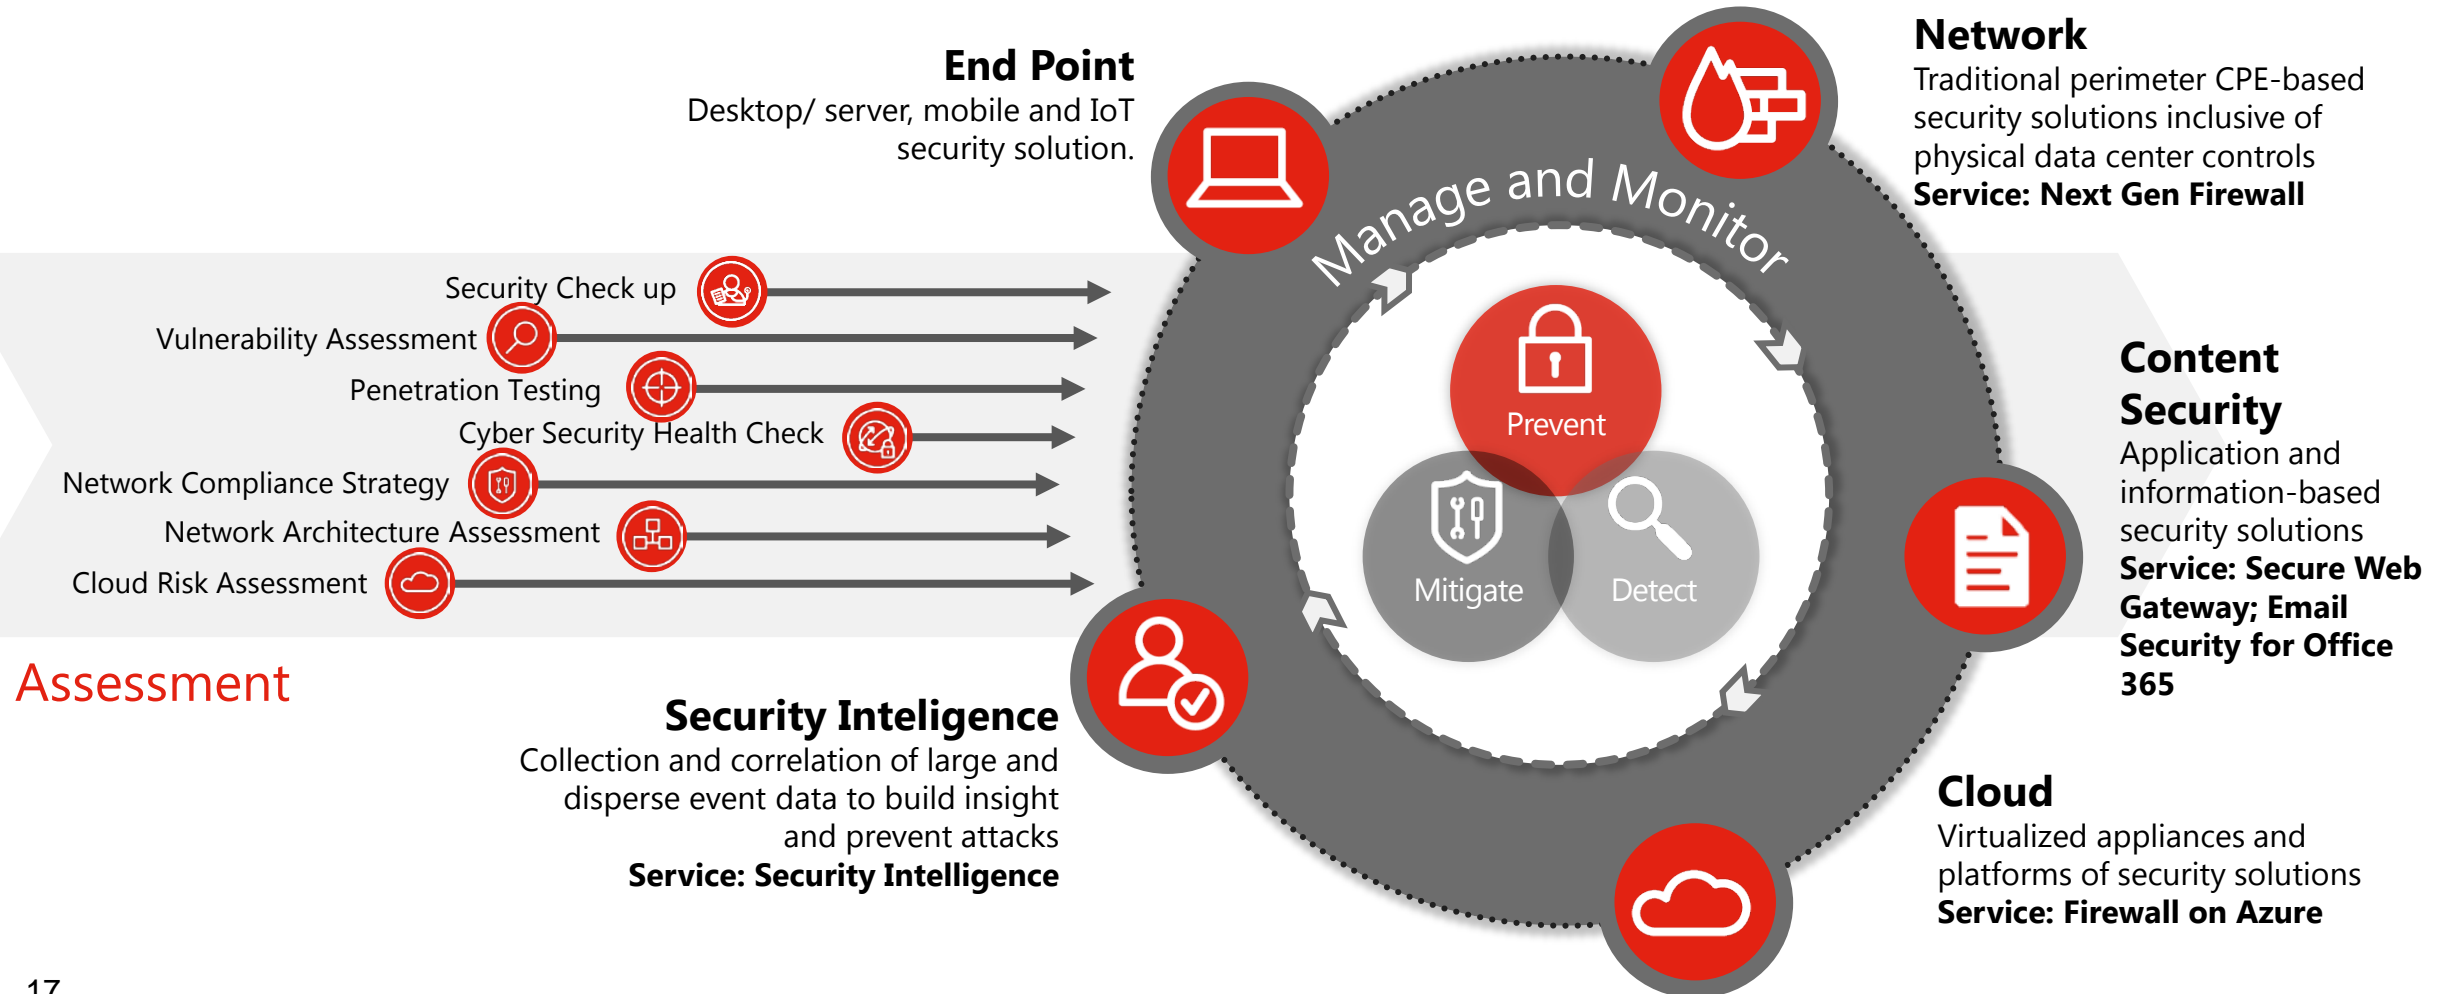 End Point
Desktop/ server, mobile and IoT
security solution.
Network
Traditional perimeter CPE-based
security solutions inclusive of
physical data center controls
Service: Next Gen Firewall
Manage and Monitor
Security Check up
Vulnerability Assessment
Penetration Testing
Cyber Security Health Check
Network Compliance Strategy
Network Architecture Assessment
Cloud Risk Assessment
Assessment
Prevent
Mitigate
Detect
Content
Security
Application and
information-based
security solutions
Service: Secure Web
Gateway; Email
Security for Office
365
Security Inteligence
Collection and correlation of large and
disperse event data to build insight
and prevent attacks
Service: Security Intelligence
Cloud
Virtualized appliances and
platforms of security solutions
Service: Firewall on Azure
17